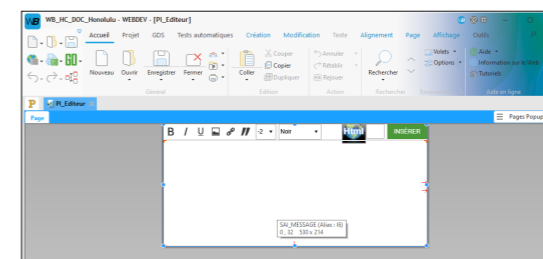 WB WB_HC_DOC_Honolulu - WEBDEV - [PI_Editeur]
Accueil Projet GDS Tests automatiques Création Modification Texte Alignement Page Affichage Outils
Nouveau Ouvrir Enregistrer Fermer Coller Couper Copier Dupliquer Annuler Rétablir Rejouer Rechercher Volets Options Aide Information sur le Web Tutoriels
Général Edition Action Rechercher Aide en ligne
P PI_Editeur
Page Pages Popup
B I U -2 Noir Html INSÉRER
SAI_MESSAGE (Alias : I6)
0 , 32 530 x 214